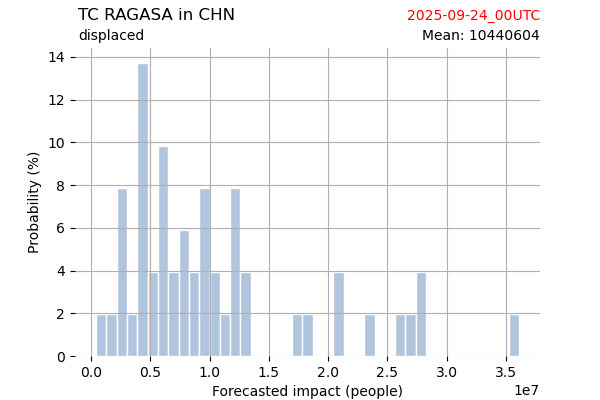 TC RAGASA in CHN
2025-09-24_00UTC
displaced
Mean: 10440604
Probability (%)
14
12
10
8
6
4
2
0
0.0 0.5 1.0 1.5 2.0 2.5 3.0 3.5
1e7
Forecasted impact (people)